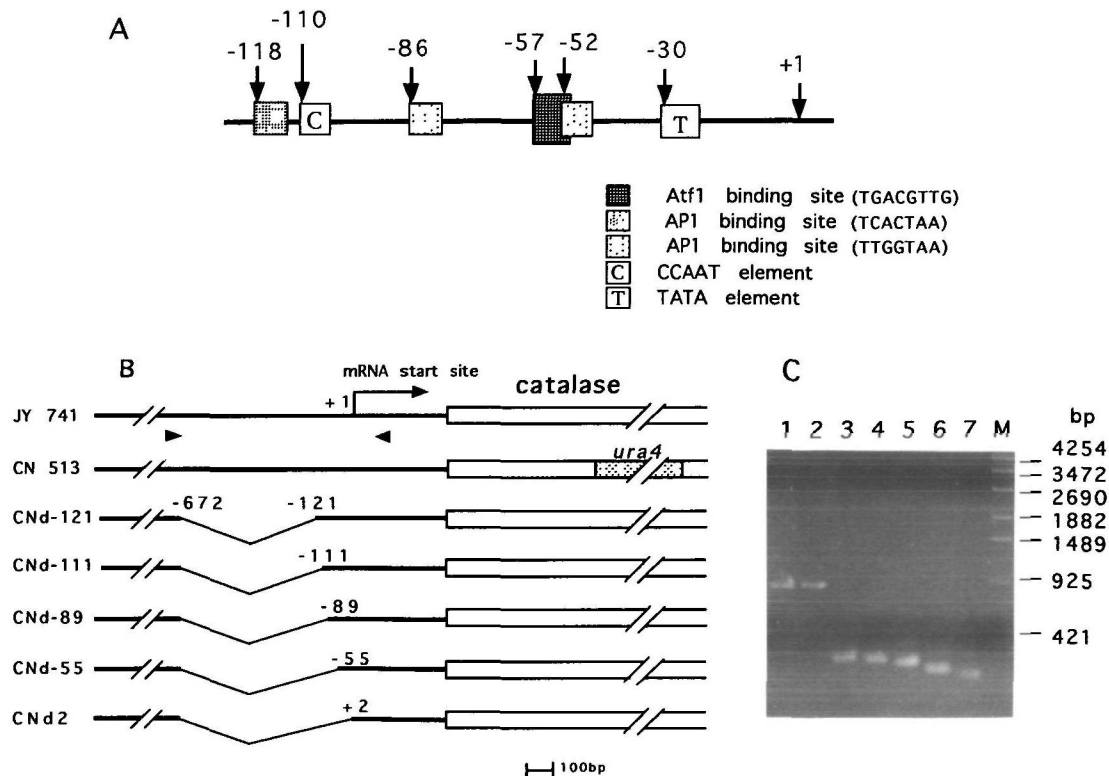 A
-118
-110
-86
-57
-52
-30
+1
C
T
Atf1 binding site (TGACGTTG)
AP1 binding site (TCACTAA)
AP1 binding site (TTGGTAA)
C CCAAT element
T TATA element
B
mRNA start site
+1
catalase
JY 741
ura4
CN 513
-672
-121
CNd-121
-111
CNd-111
-89
CNd-89
-55
CNd-55
+2
CNd2
100bp
C
bp
1 2 3 4 5 6 7 M
4254
3472
2690
1882
1489
925
421